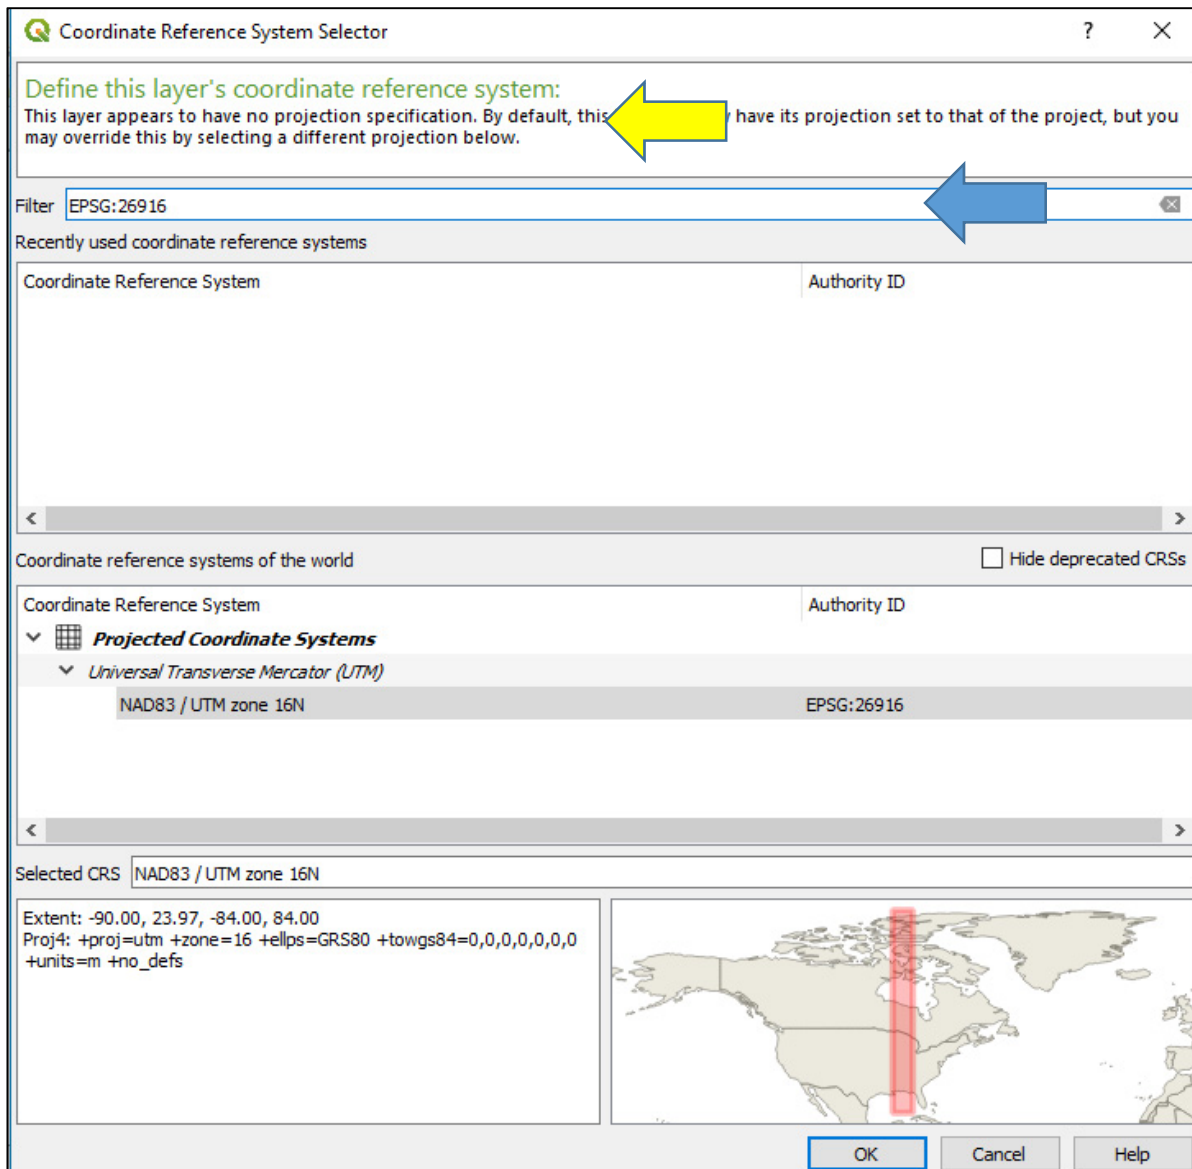 Coordinate Reference System Selector
Define this layer's coordinate reference system:
This layer appears to have no projection specification. By default, this have its projection set to that of the project, but you
may override this by selecting a different projection below.
Filter EPSG:26916
Recently used coordinate reference systems
Coordinate Reference System Authority ID
Coordinate reference systems of the world Hide deprecated CRSs
Coordinate Reference System Authority ID
Projected Coordinate Systems
Universal Transverse Mercator (UTM)
NAD83 / UTM zone 16N EPSG:26916
Selected CRS NAD83 / UTM zone 16N
Extent: -90.00, 23.97, -84.00, 84.00
Proj4: +proj=utm +zone=16 +ellps=GRS80 +towgs84=0,0,0,0,0,0,0
+units=m +no_defs
OK Cancel Help